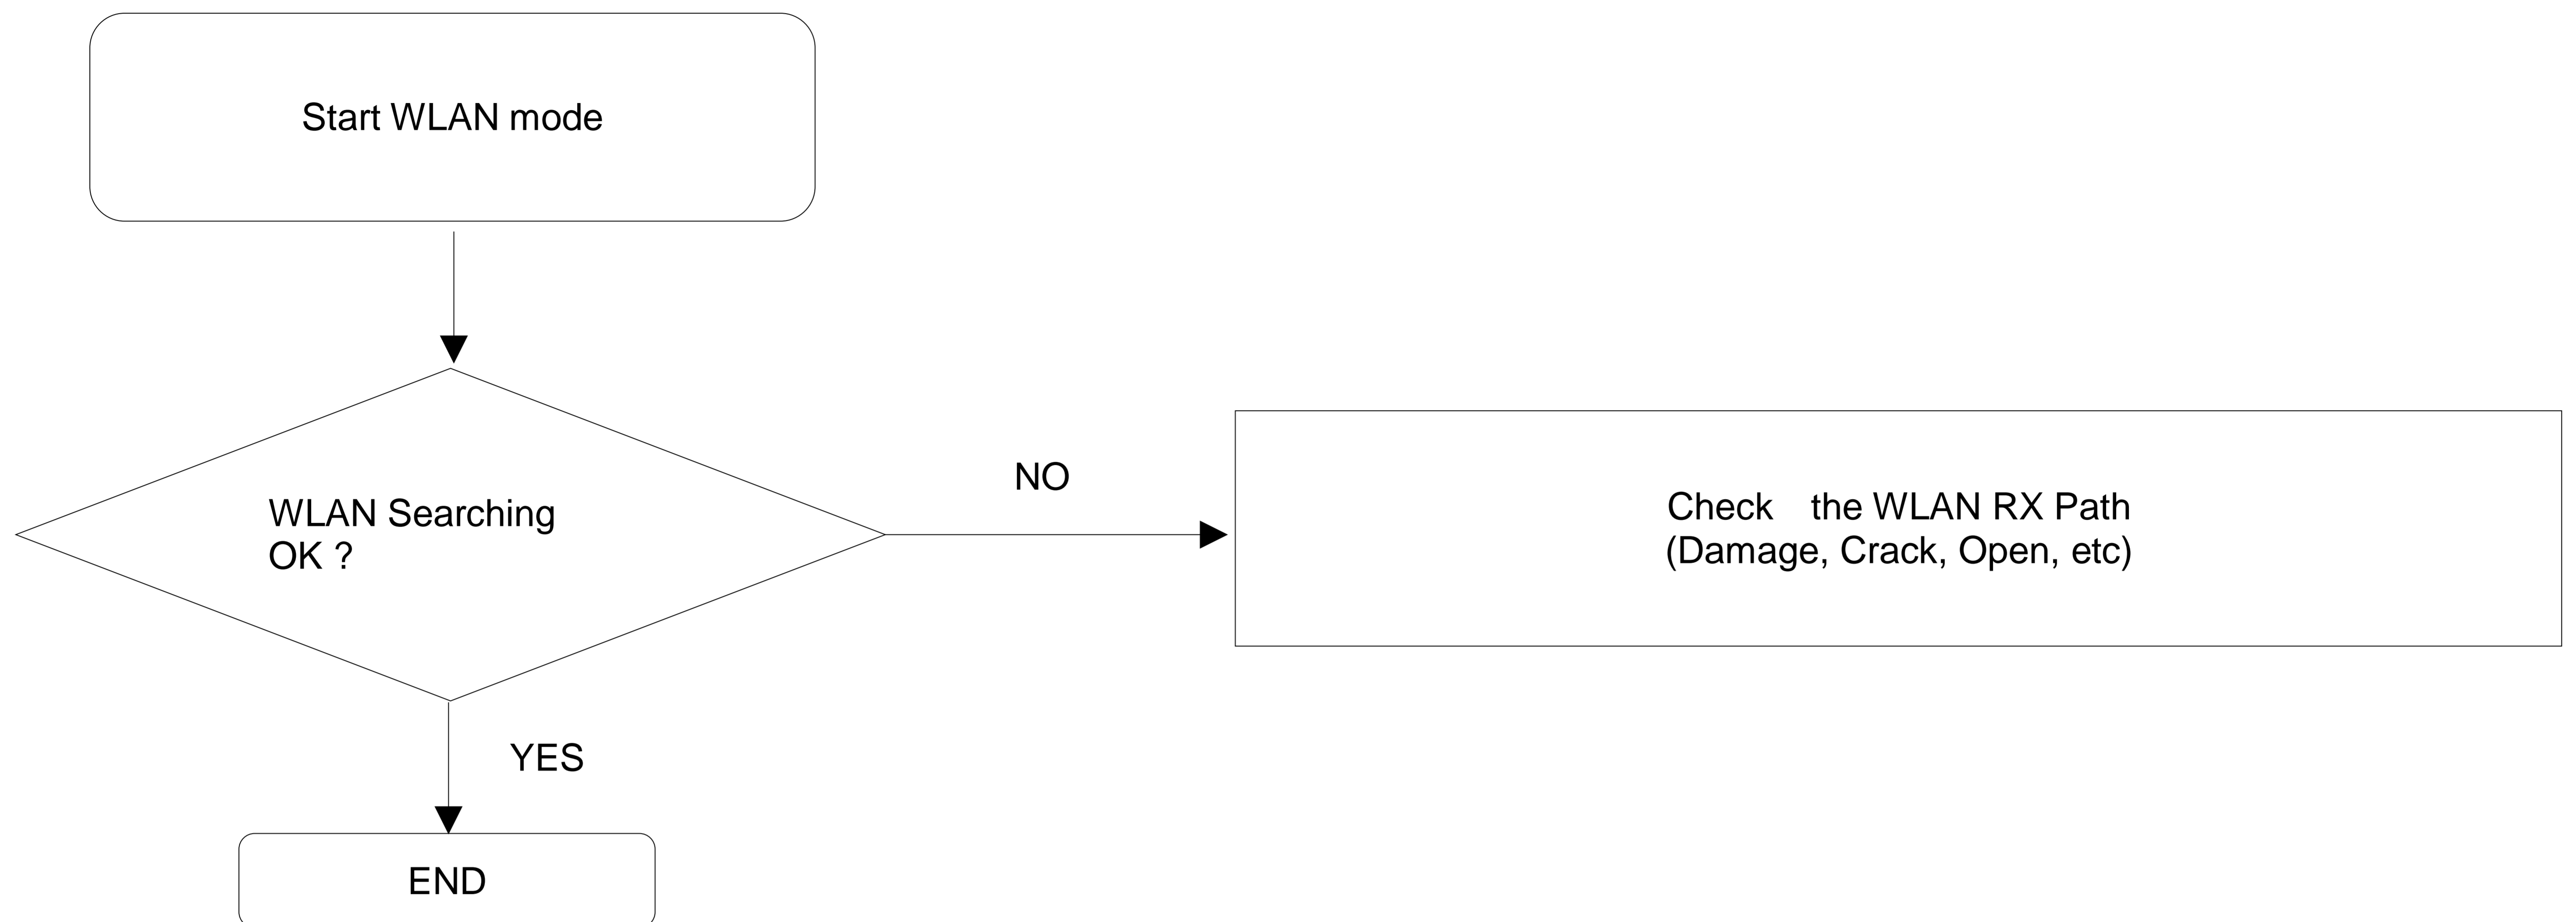 Start WLAN mode
WLAN Searching
OK ?
NO
Check the WLAN RX Path
(Damage, Crack, Open, etc)
YES
END